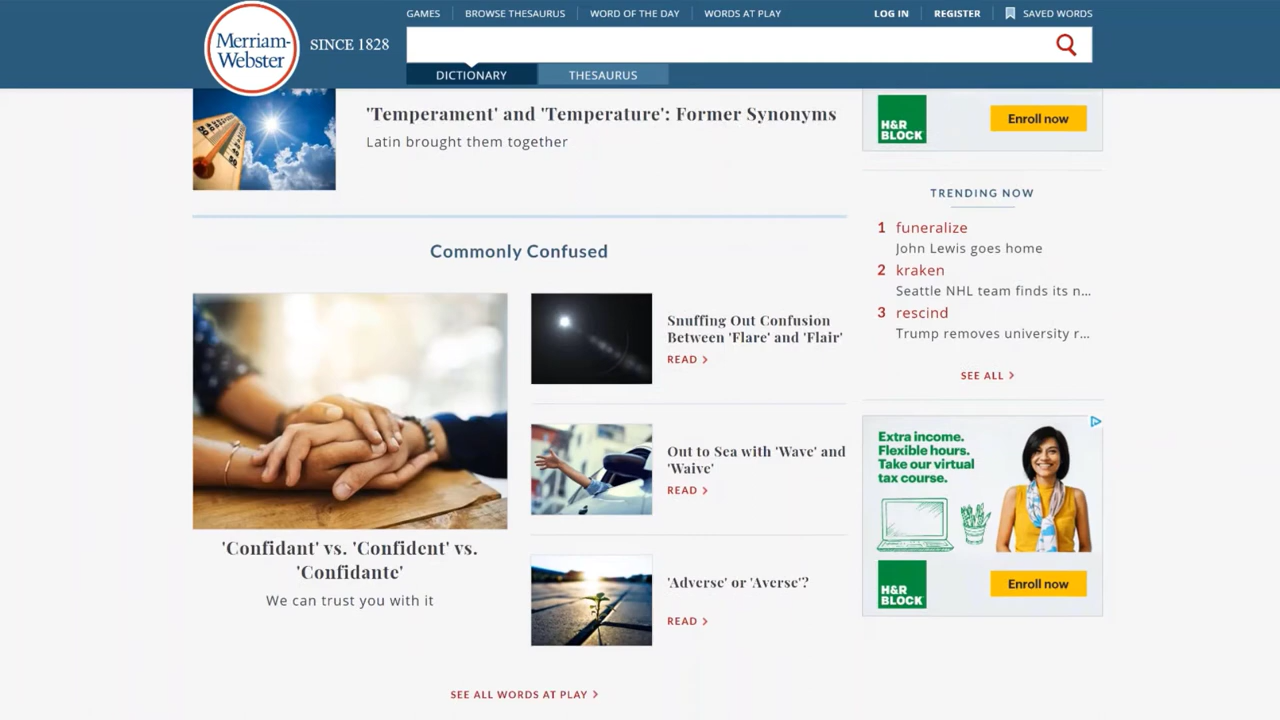 GAMES
BROWSE THESAURUS
WORD OF THE DAY
WORDS AT PLAY
LOG IN
REGISTER
SAVED WORDS
Merriam-
Webster
SINCE 1828
DICTIONARY
THESAURUS
'Temperament' and 'Temperature': Former Synonyms
Latin brought them together
Commonly Confused
'Confidant' vs. 'Confident' vs.
'Confidante'
We can trust you with it
Snuffing Out Confusion
Between 'Flare' and 'Flair'
READ >
Out to Sea with 'Wave' and
'Waive'
READ >
'Adverse' or 'Averse'?
READ >
SEE ALL WORDS AT PLAY >
H&R
BLOCK
Enroll now
TRENDING NOW
1 funeralize
John Lewis goes home
2 kraken
Seattle NHL team finds its n...
3 rescind
Trump removes university r...
SEE ALL >
Extra income.
Flexible hours.
Take our virtual
tax course.
H&R
BLOCK
Enroll now